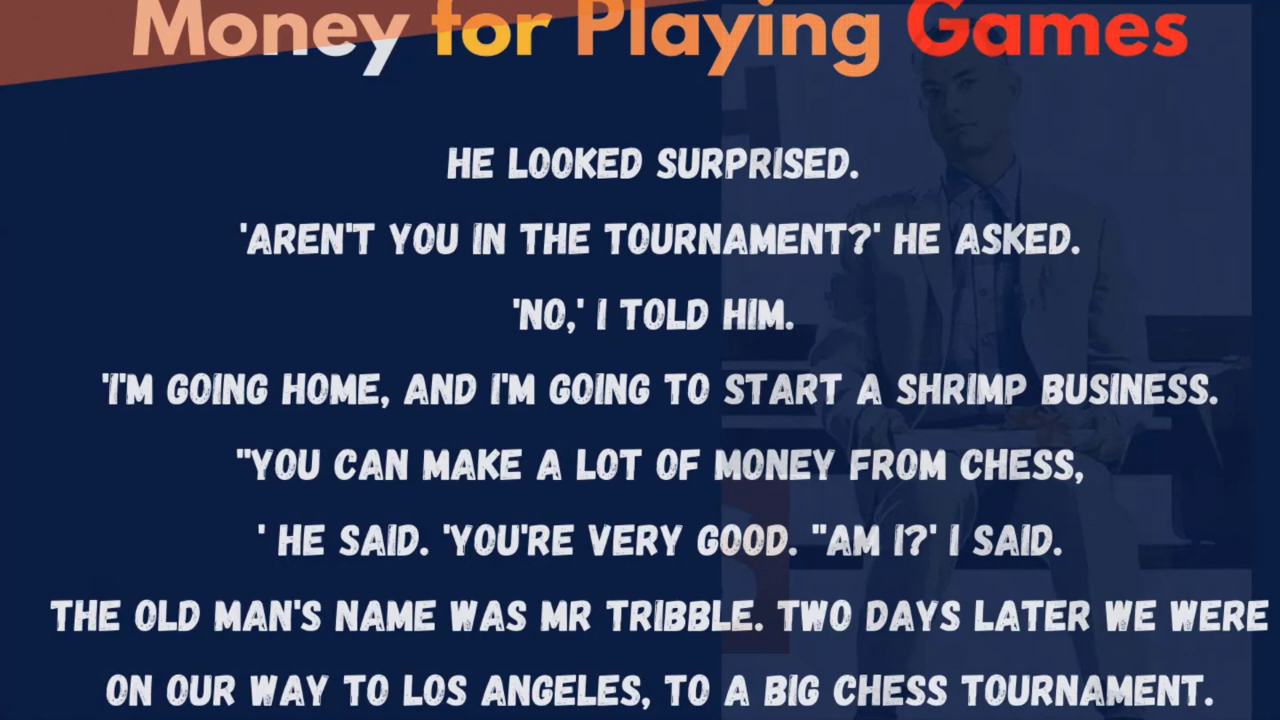 Money for Playing Games
HE LOOKED SURPRISED.
'AREN'T YOU IN THE TOURNAMENT?' HE ASKED.
'NO,' I TOLD HIM.
'I'M GOING HOME, AND I'M GOING TO START A SHRIMP BUSINESS.
"YOU CAN MAKE A LOT OF MONEY FROM CHESS,
' HE SAID. 'YOU'RE VERY GOOD. "AM I?' I SAID.
THE OLD MAN'S NAME WAS MR TRIBBLE. TWO DAYS LATER WE WERE
ON OUR WAY TO LOS ANGELES, TO A BIG CHESS TOURNAMENT.